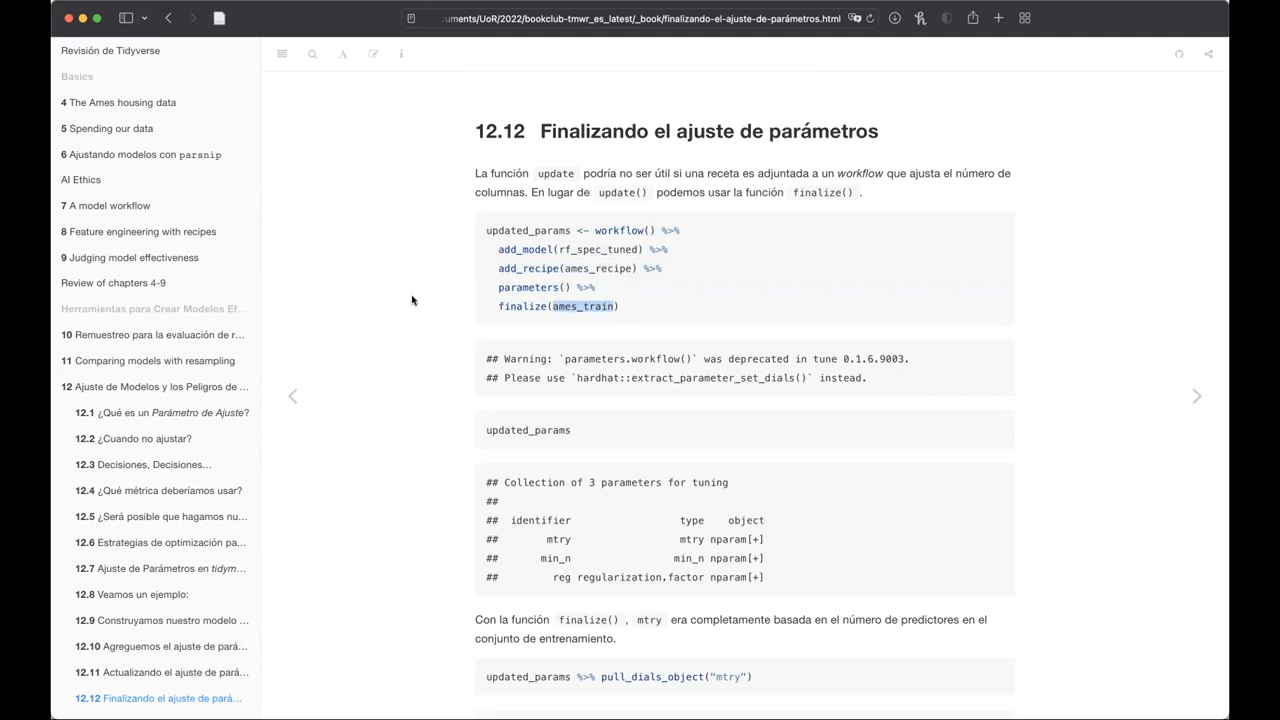 cuments/UoR/2022/bookclub-tmwr_es_latest/_book/finalizando-el-ajuste-de-parámetros.html
Revisión de Tidyverse
Basics
4 The Ames housing data
5 Spending our data
6 Ajustando modelos con parsnip
AI Ethics
7 A model workflow
8 Feature engineering with recipes
9 Judging model effectiveness
Review of chapters 4-9
Herramientas para Crear Modelos Ef...
10 Remuestreo para la evaluación de r...
11 Comparing models with resampling
12 Ajuste de Modelos y los Peligros de ...
12.1 ¿Qué es un Parámetro de Ajuste?
12.2 ¿Cuando no ajustar?
12.3 Decisiones, Decisiones...
12.4 ¿Qué métrica deberíamos usar?
12.5 ¿Será posible que hagamos nu...
12.6 Estrategias de optimización pa...
12.7 Ajuste de Parámetros en tidym...
12.8 Veamos un ejemplo:
12.9 Construyamos nuestro modelo ...
12.10 Agreguemos el ajuste de pará...
12.11 Actualizando el ajuste de pará...
12.12 Finalizando el ajuste de pará...
12.12 Finalizando el ajuste de parámetros
La función update podría no ser útil si una receta es adjuntada a un workflow que ajusta el número de
columnas. En lugar de update() podemos usar la función finalize() .
updated_params <- workflow() %>%
add_model(rf_spec_tuned) %>%
add_recipe(ames_recipe) %>%
parameters() %>%
finalize(ames_train)
## Warning: `parameters.workflow()` was deprecated in tune 0.1.6.9003.
## Please use `hardhat::extract_parameter_set_dials()` instead.
updated_params
## Collection of 3 parameters for tuning
##
## identifier type object
## mtry mtry nparam[+]
## min_n min_n nparam[+]
## reg regularization.factor nparam[+]
Con la función finalize() , mtry era completamente basada en el número de predictores en el
conjunto de entrenamiento.
updated_params %>% pull_dials_object("mtry")